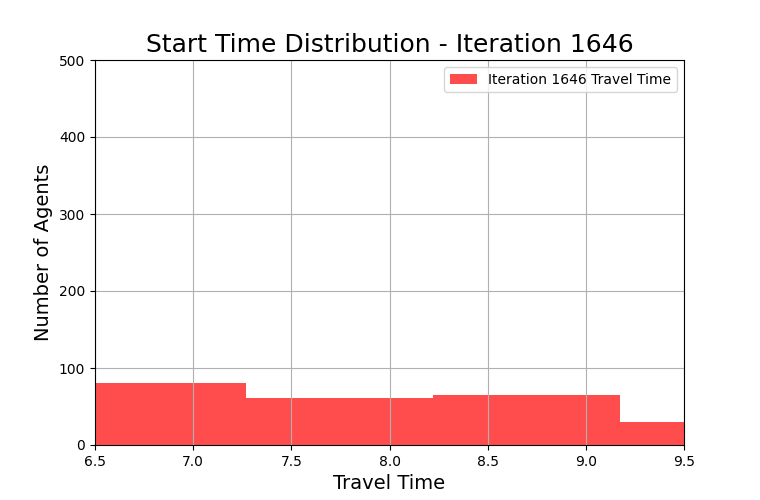 Start Time Distribution - Iteration 1646
Iteration 1646 Travel Time
500
400
300
200
100
0
Number of Agents
6.5 7.0 7.5 8.0 8.5 9.0 9.5
Travel Time